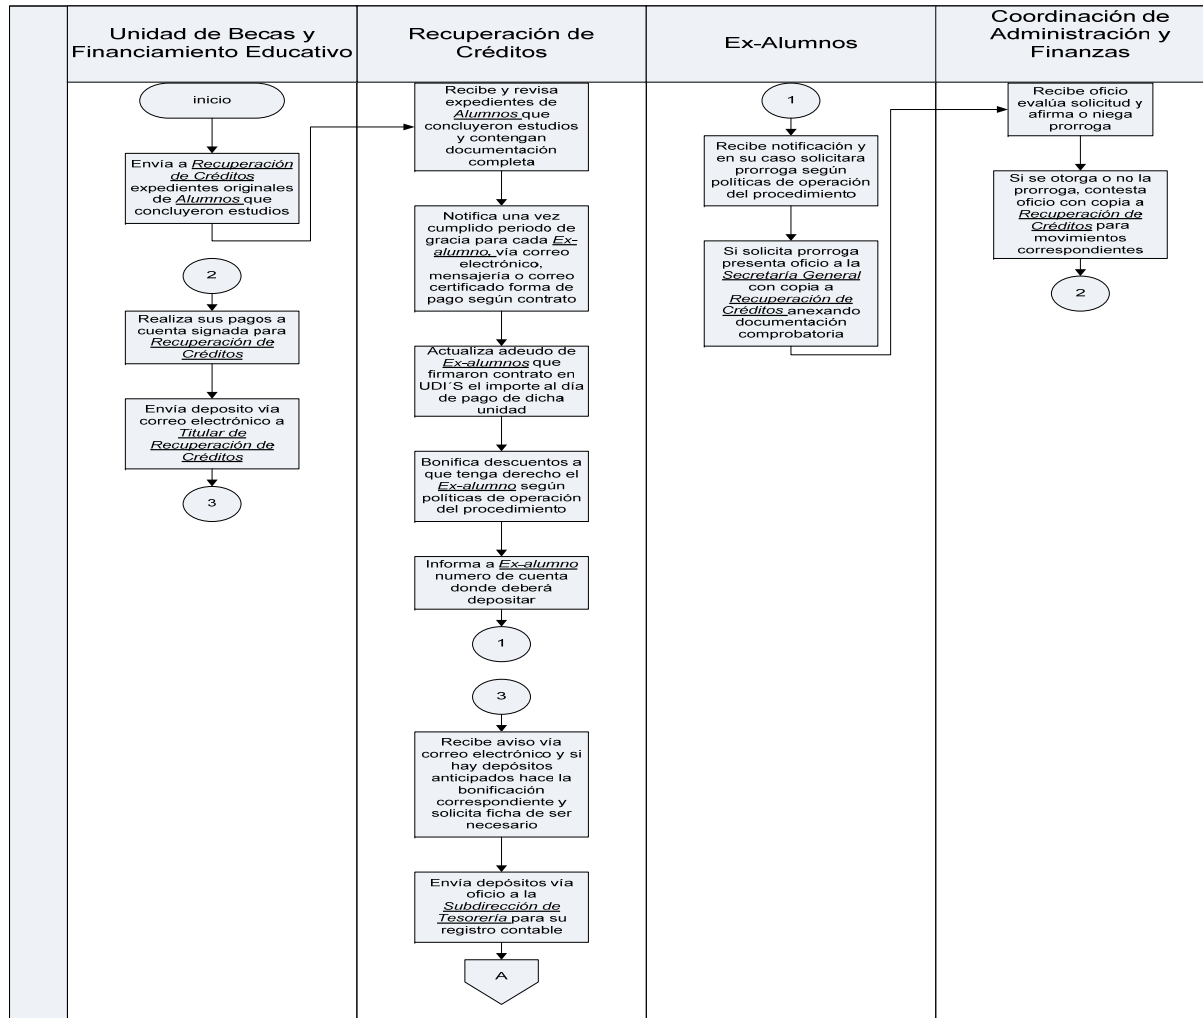 Unidad de Becas y
Financiamiento Educativo
Recuperación de
Créditos
Ex-Alumnos
Coordinación de
Administración y
Finanzas
inicio
Envía a Recuperación
de Créditos
expedientes originales
de Alumnos que
concluyeron estudios
2
Realiza sus pagos a
cuenta signada para
Recuperación de
Créditos
Envía deposito vía
correo electrónico a
Titular de
Recuperación de
Créditos
3
Recibe y revisa
expedientes de
Alumnos que
concluyeron estudios
y contengan
documentación
completa
Notifica una vez
cumplido periodo de
gracia para cada Ex-
alumno, vía correo
electrónico,
mensajería o correo
certificado forma de
pago según contrato
Actualiza adeudo de
Ex-alumnos que
firmaron contrato en
UDI´S el importe al día
de pago de dicha
unidad
Bonifica descuentos a
que tenga derecho el
Ex-alumno según
políticas de operación
del procedimiento
Informa a Ex-alumno
numero de cuenta
donde deberá
depositar
1
3
Recibe aviso vía
correo electrónico y si
hay depósitos
anticipados hace la
bonificación
correspondiente y
solicita ficha de ser
necesario
Envía depósitos vía
oficio a la
Subdirección de
Tesorería para su
registro contable
A
1
Recibe notificación y
en su caso solicitara
prorroga según
políticas de operación
del procedimiento
Si solicita prorroga
presenta oficio a la
Secretaría General
con copia a
Recuperación de
Créditos anexando
documentación
comprobatoria
Recibe oficio
evalúa solicitud y
afirma o niega
prorroga
Si se otorga o no la
prorroga, contesta
oficio con copia a
Recuperación de
Créditos para
movimientos
correspondientes
2